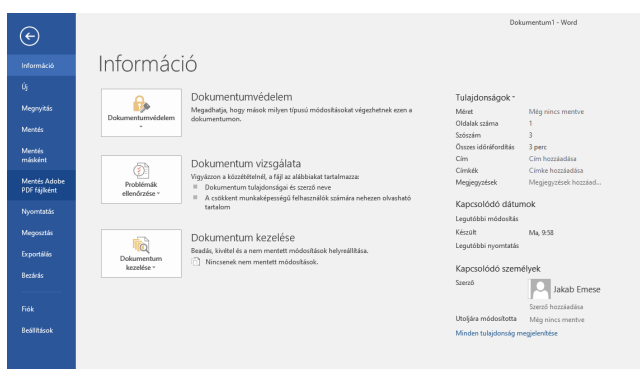 Dokumentum1 - Word
Információ
Új
Megnyitás
Mentés
Mentés
másként
Mentés Adobe
PDF fájlként
Nyomtatás
Megosztás
Exportálás
Bezárás
Fiók
Beállítások
Információ
Dokumentumvédelem
Dokumentumvédelem
Megadhatja, hogy mások milyen típusú módosításokat végezhetnek ezen a
dokumentumon.
Problémák
ellenőrzése
Dokumentum vizsgálata
Vigyázzon a közzétételnél, a fájl az alábbiakat tartalmazza:
Dokumentum tulajdonságai és szerző neve
A csökkent munkaképességű felhasználók számára nehezen olvasható
tartalom
Dokumentum
kezelése
Dokumentum kezelése
Beadás, kivétel és a nem mentett módosítások helyreállítása.
Nincsenek nem mentett módosítások.
Tulajdonságok
Méret Még nincs mentve
Oldalak száma 1
Szószám 3
Összes időráfordítás 3 perc
Cím Cím hozzáadása
Címkék Címke hozzáadása
Megjegyzések Megjegyzések hozzáad...
Kapcsolódó dátumok
Legutóbbi módosítás
Készült Ma, 9:58
Legutóbbi nyomtatás
Kapcsolódó személyek
Szerző Jakab Emese
Szerző hozzáadása
Utoljára módosította Még nincs mentve
Minden tulajdonság megjelenítése